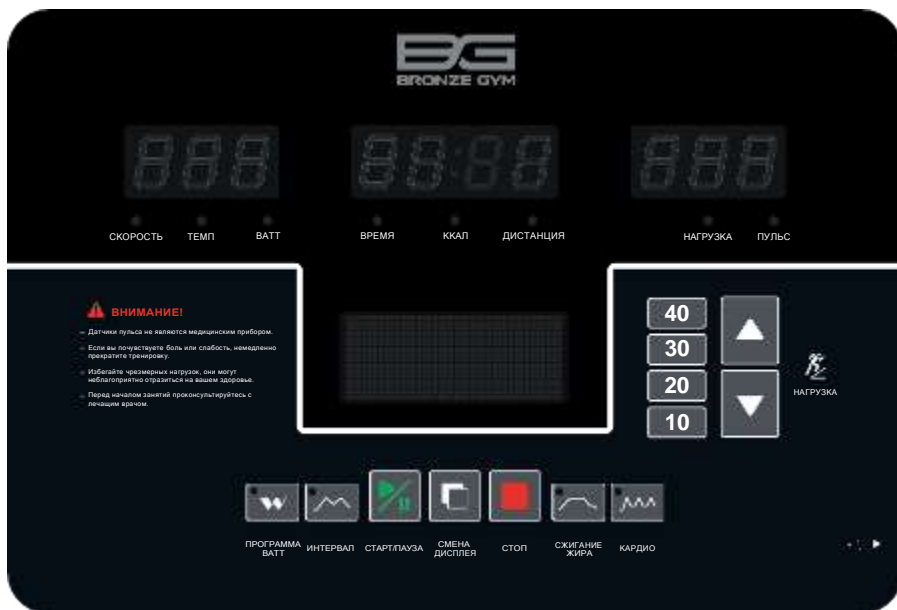 BG
BRONZE GYM
СКОРОСТЬ ТЕМП ВАТТ ВРЕМЯ ККАЛ ДИСТАНЦИЯ НАГРУЗКА ПУЛЬС
ВНИМАНИЕ!
Датчики пульса не являются медицинским прибором.
Если вы почувствуете боль или слабость, немедленно
прекратите тренировку.
Избегайте чрезмерных нагрузок, они могут
неблагоприятно отразиться на вашем здоровье.
Перед началом занятий проконсультируйтесь с
лечащим врачом.
40
30
20
10
НАГРУЗКА
ПРОГРАММА
ВАТТ
ИНТЕРВАЛ
СТАРТ/ПАУЗА
СМЕНА
ДИСПЛЕЯ
СТОП
СЖИГАНИЕ
ЖИРА
КАРДИО